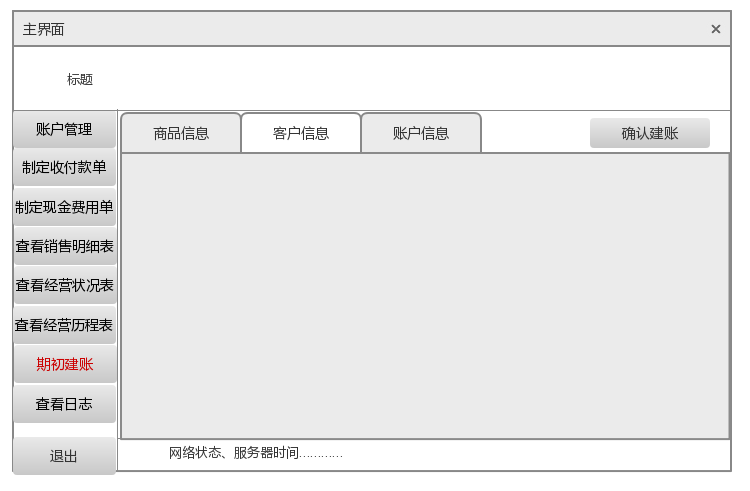 主界面
标题
账户管理
制定收付款单
制定现金费用单
查看销售明细表
查看经营状况表
查看经营历程表
期初建账
查看日志
退出
商品信息
客户信息
账户信息
确认建账
网络状态、服务器时间…………